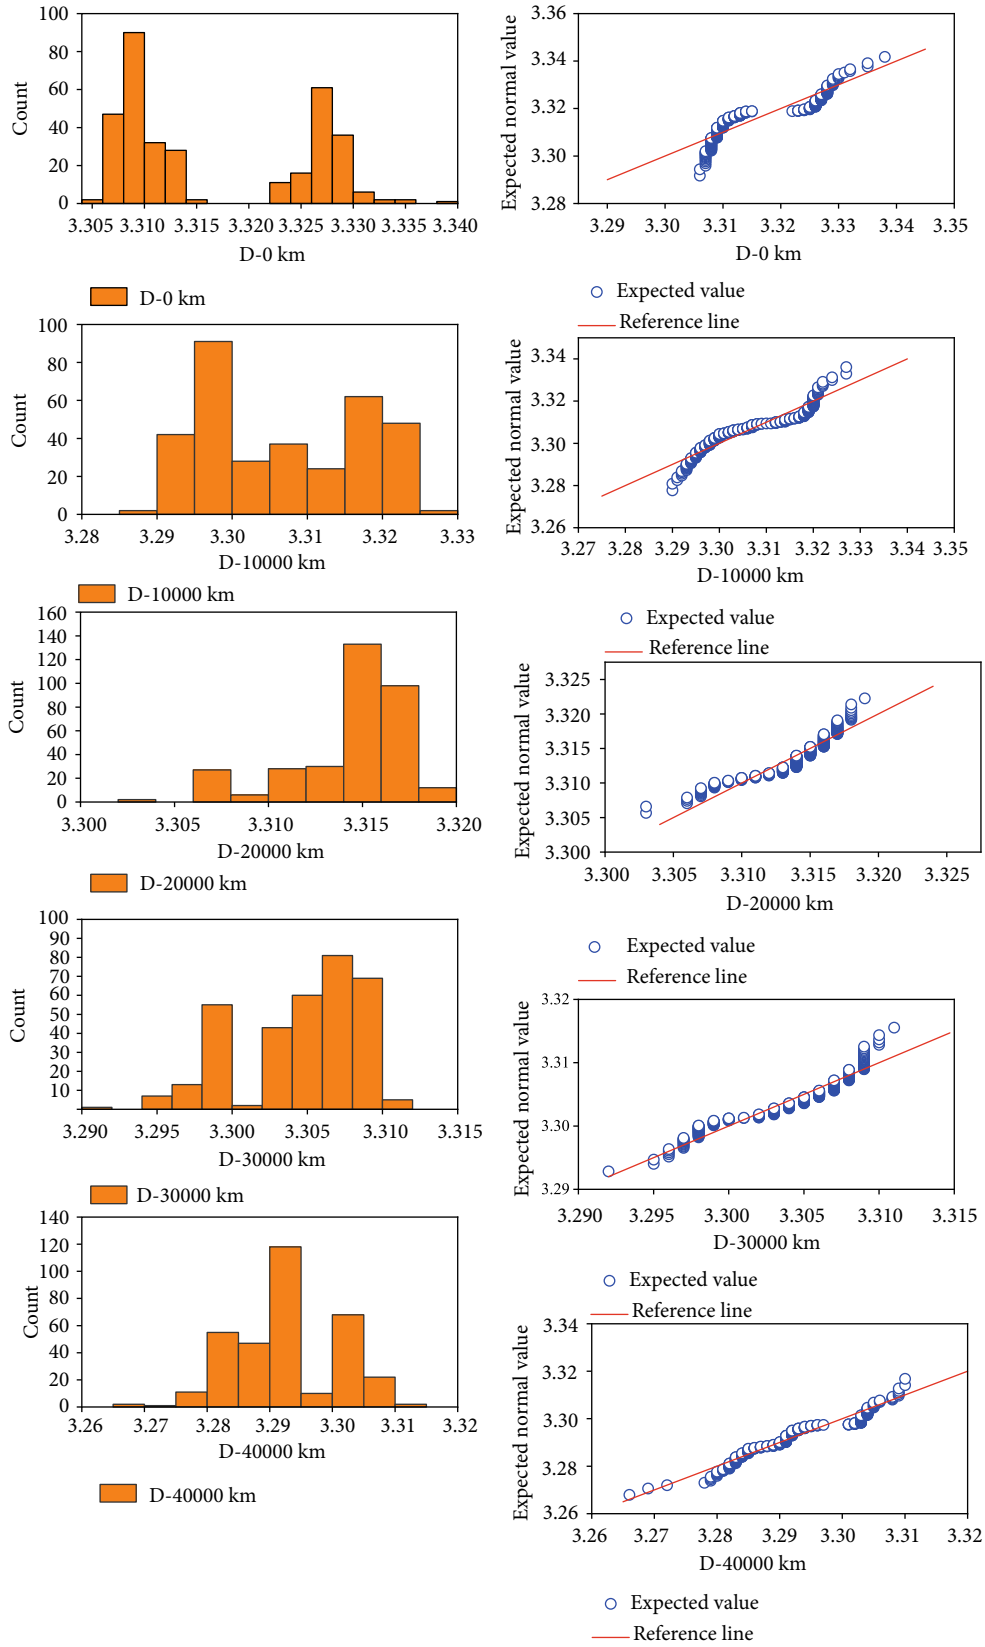 100
80
60
40
20
0
Count
3.305 3.310 3.315 3.320 3.325 3.330 3.335 3.340
D-0 km
D-0 km
3.36
3.34
3.32
3.30
3.28
Expected normal value
3.29 3.30 3.31 3.32 3.33 3.34 3.35
D-0 km
Expected value
Reference line
100
80
60
40
20
0
Count
3.28 3.29 3.30 3.31 3.32 3.33
D-10000 km
D-10000 km
3.34
3.32
3.30
3.28
3.26
Expected normal value
3.27 3.28 3.29 3.30 3.31 3.32 3.33 3.34 3.35
D-10000 km
Expected value
Reference line
160
140
120
100
80
60
40
20
0
Count
3.300 3.305 3.310 3.315 3.320
D-20000 km
D-20000 km
3.325
3.320
3.315
3.310
3.305
3.300
Expected normal value
3.300 3.305 3.310 3.315 3.320 3.325
D-20000 km
Expected value
Reference line
100
90
80
70
60
50
40
30
20
10
Count
3.290 3.295 3.300 3.305 3.310 3.315
D-30000 km
D-30000 km
3.32
3.31
3.30
3.29
Expected normal value
3.290 3.295 3.300 3.305 3.310 3.315
D-30000 km
Expected value
Reference line
140
120
100
80
60
40
20
0
Count
3.26 3.27 3.28 3.29 3.30 3.31 3.32
D-40000 km
D-40000 km
3.34
3.32
3.30
3.28
3.26
Expected normal value
3.26 3.27 3.28 3.29 3.30 3.31 3.32
D-40000 km
Expected value
Reference line